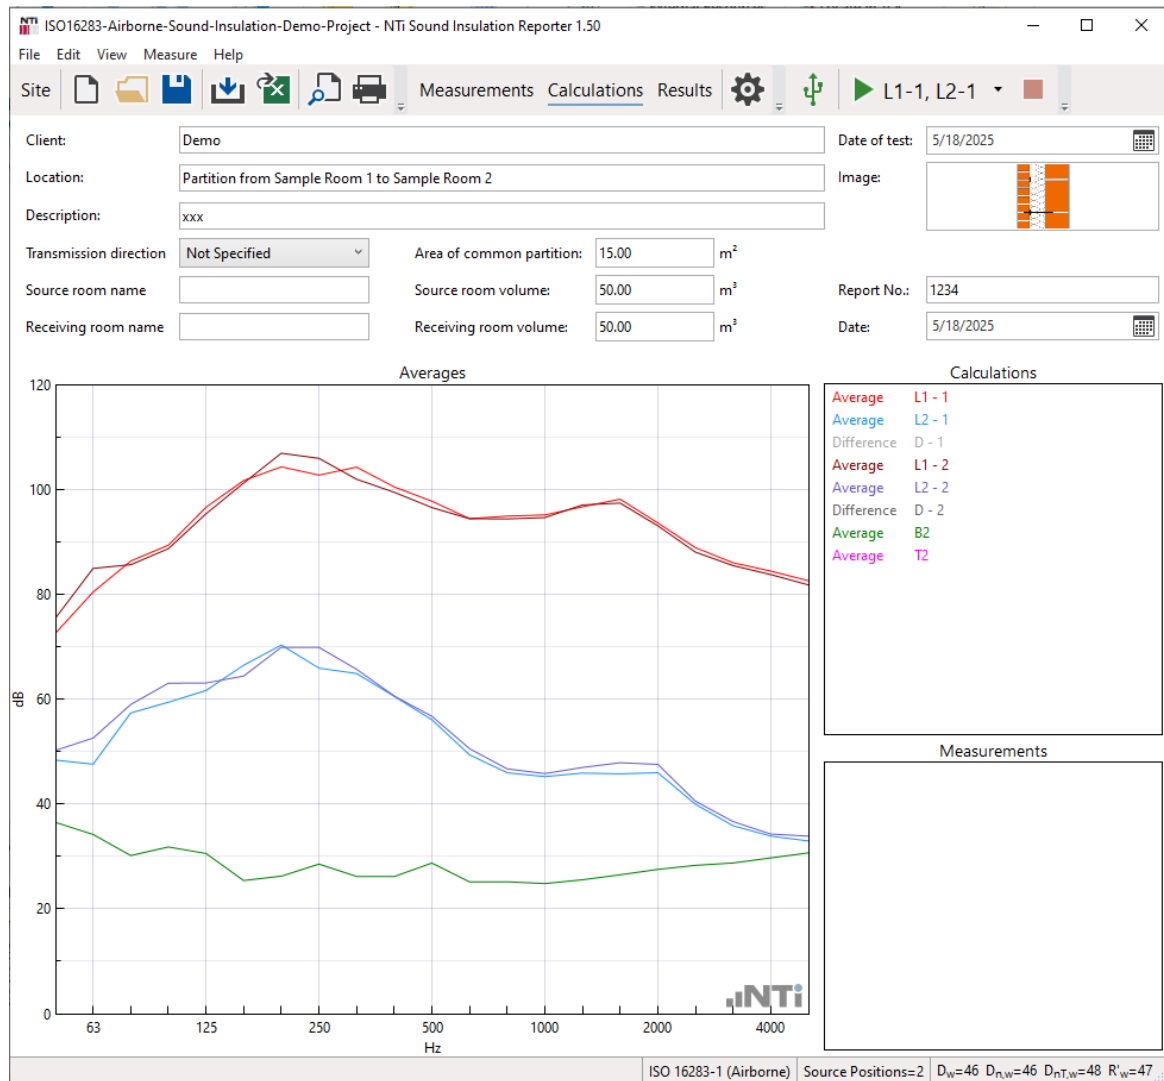 NTi ISO16283-Airborne-Sound-Insulation-Demo-Project - NTi Sound Insulation Reporter 1.50
File Edit View Measure Help
Site Measurements Calculations Results L1-1, L2-1
Client: Demo Date of test: 5/18/2025
Location: Partition from Sample Room 1 to Sample Room 2 Image:
Description: xxx
Transmission direction Not Specified Area of common partition: 15.00 m²
Source room name Source room volume: 50.00 m³ Report No.: 1234
Receiving room name Receiving room volume: 50.00 m³ Date: 5/18/2025
Averages
120
100
80
60
40
20
0
dB
63 125 250 500 1000 2000 4000
Hz
NTi
Calculations
Average L1 - 1
Average L2 - 1
Difference D - 1
Average L1 - 2
Average L2 - 2
Difference D - 2
Average B2
Average T2
Measurements
ISO 16283-1 (Airborne) Source Positions=2 Dw=46 Dn,w=46 DnT,w=48 R'w=47